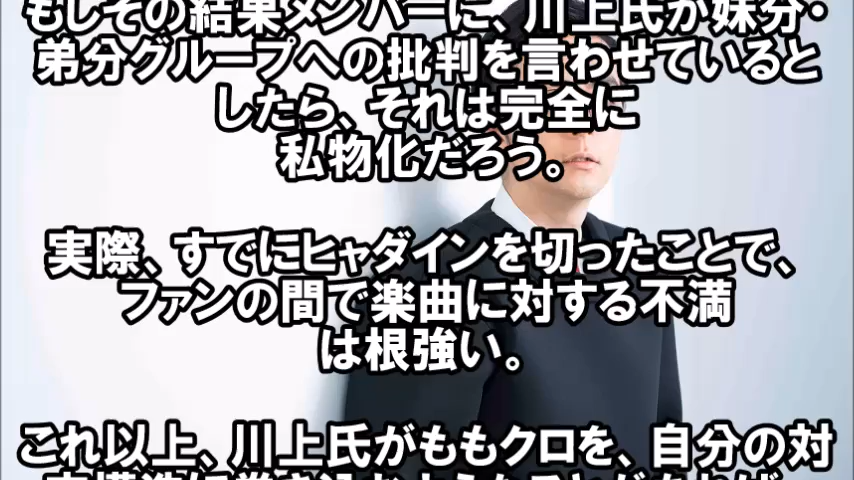 もしその結果メンバーに、川上氏が妹分・
弟分グループへの批判を言わせていると
したら、それは完全に
私物化だろう。
実際、すでにヒャダインを切ったことで、
ファンの間で楽曲に対する不満
は根強い。
これ以上、川上氏がももクロを、自分の対